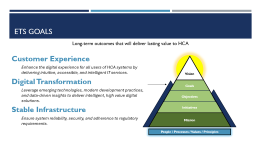 ETS GOALS
Long-term outcomes that will deliver lasting value to HCA
Customer Experience
Enhance the digital experience for all users of HCA systems by
delivering intuitive, accessible, and intelligent IT services.
Digital Transformation
Leverage emerging technologies, modern development practices,
and data-driven insights to deliver intelligent, high value digital
solutions.
Stable Infrastructure
Ensure system reliability, security, and adherence to regulatory
requirements.
Vision
Goals
Objectives
Initiatives
Metrics
People / Processes / Values / Principles